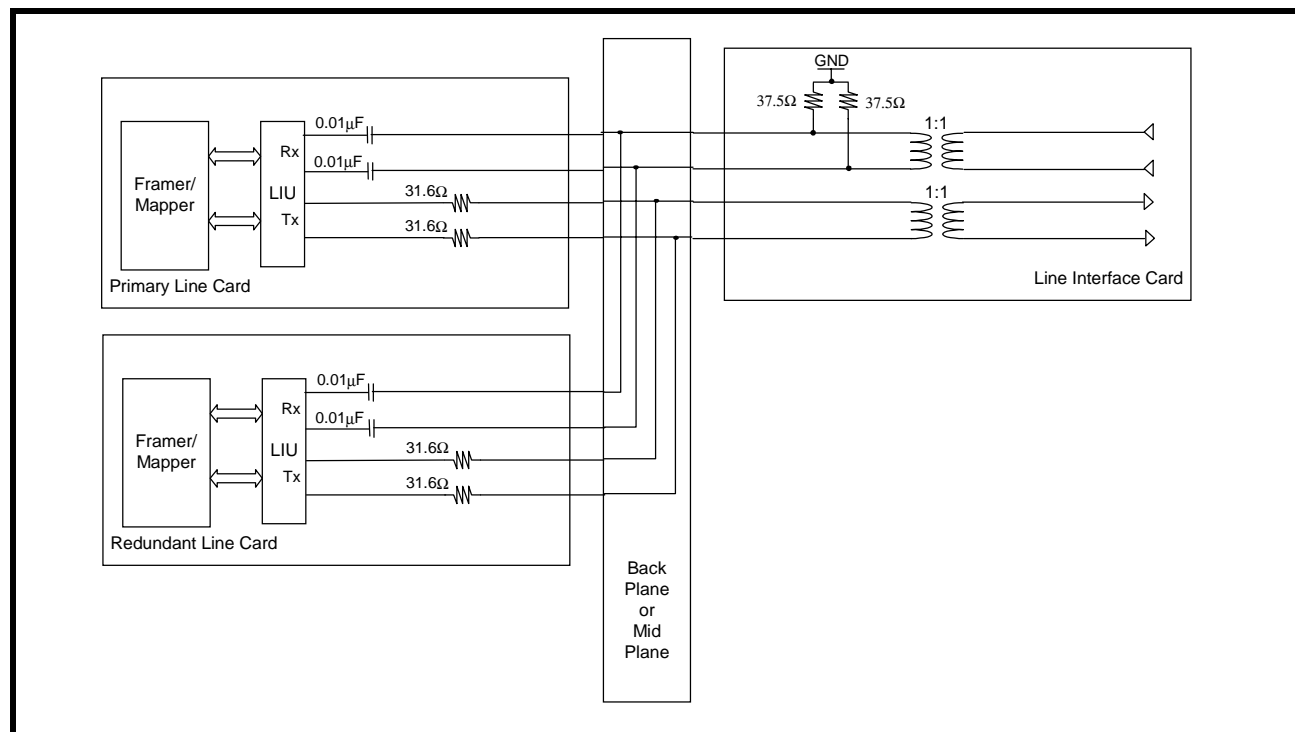 GND
37.5Ω
37.5Ω
1:1
1:1
Line Interface Card
0.01μF
0.01μF
Rx
LIU
Tx
Framer/
Mapper
31.6Ω
31.6Ω
Primary Line Card
0.01μF
0.01μF
Rx
LIU
Tx
Framer/
Mapper
31.6Ω
31.6Ω
Redundant Line Card
Back
Plane
or
Mid
Plane